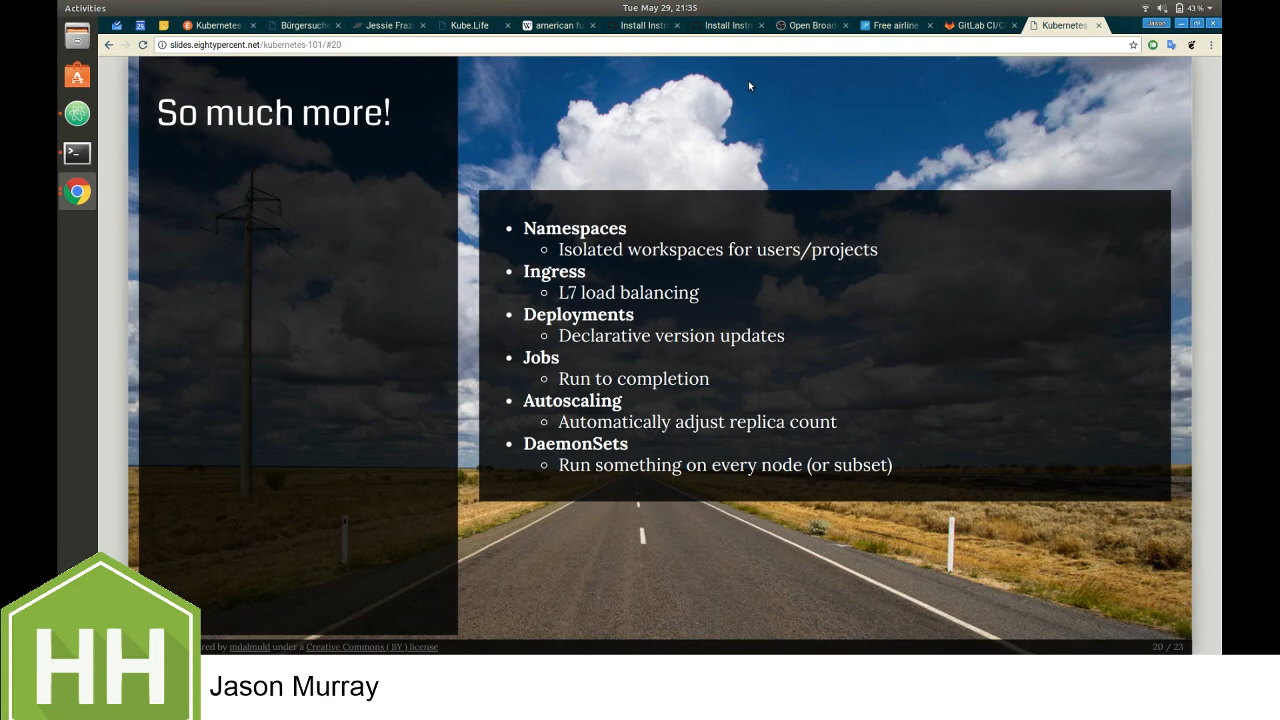 Activities
Tue May 29, 21:35
43 %
Kubernetes
Bürgersuch
Jessie Fraz
Kube.Life
american fu
Install Instr
Install Instr
Open Broad
Free airline
GitLab CI/C
Kubernetes
Jason
slides.eightypercent.net/kubernetes-101/#20
So much more!
• Namespaces
Isolated workspaces for users/projects
• Ingress
L7 load balancing
• Deployments
Declarative version updates
• Jobs
Run to completion
• Autoscaling
Automatically adjust replica count
• DaemonSets
Run something on every node (or subset)
red by mdalmuld under a Creative Commons ( BY ) license
20 / 23
HH
Jason Murray